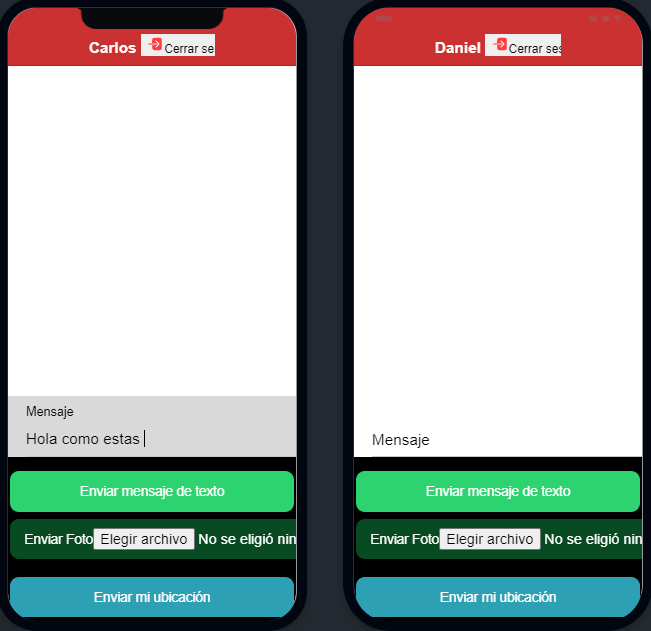 Carlos Cerrar se
Mensaje
Hola como estas
Enviar mensaje de texto
Enviar Foto Elegir archivo No se eligió nin
Enviar mi ubicación
Daniel Cerrar ses
Mensaje
Enviar mensaje de texto
Enviar Foto Elegir archivo No se eligió nin
Enviar mi ubicación